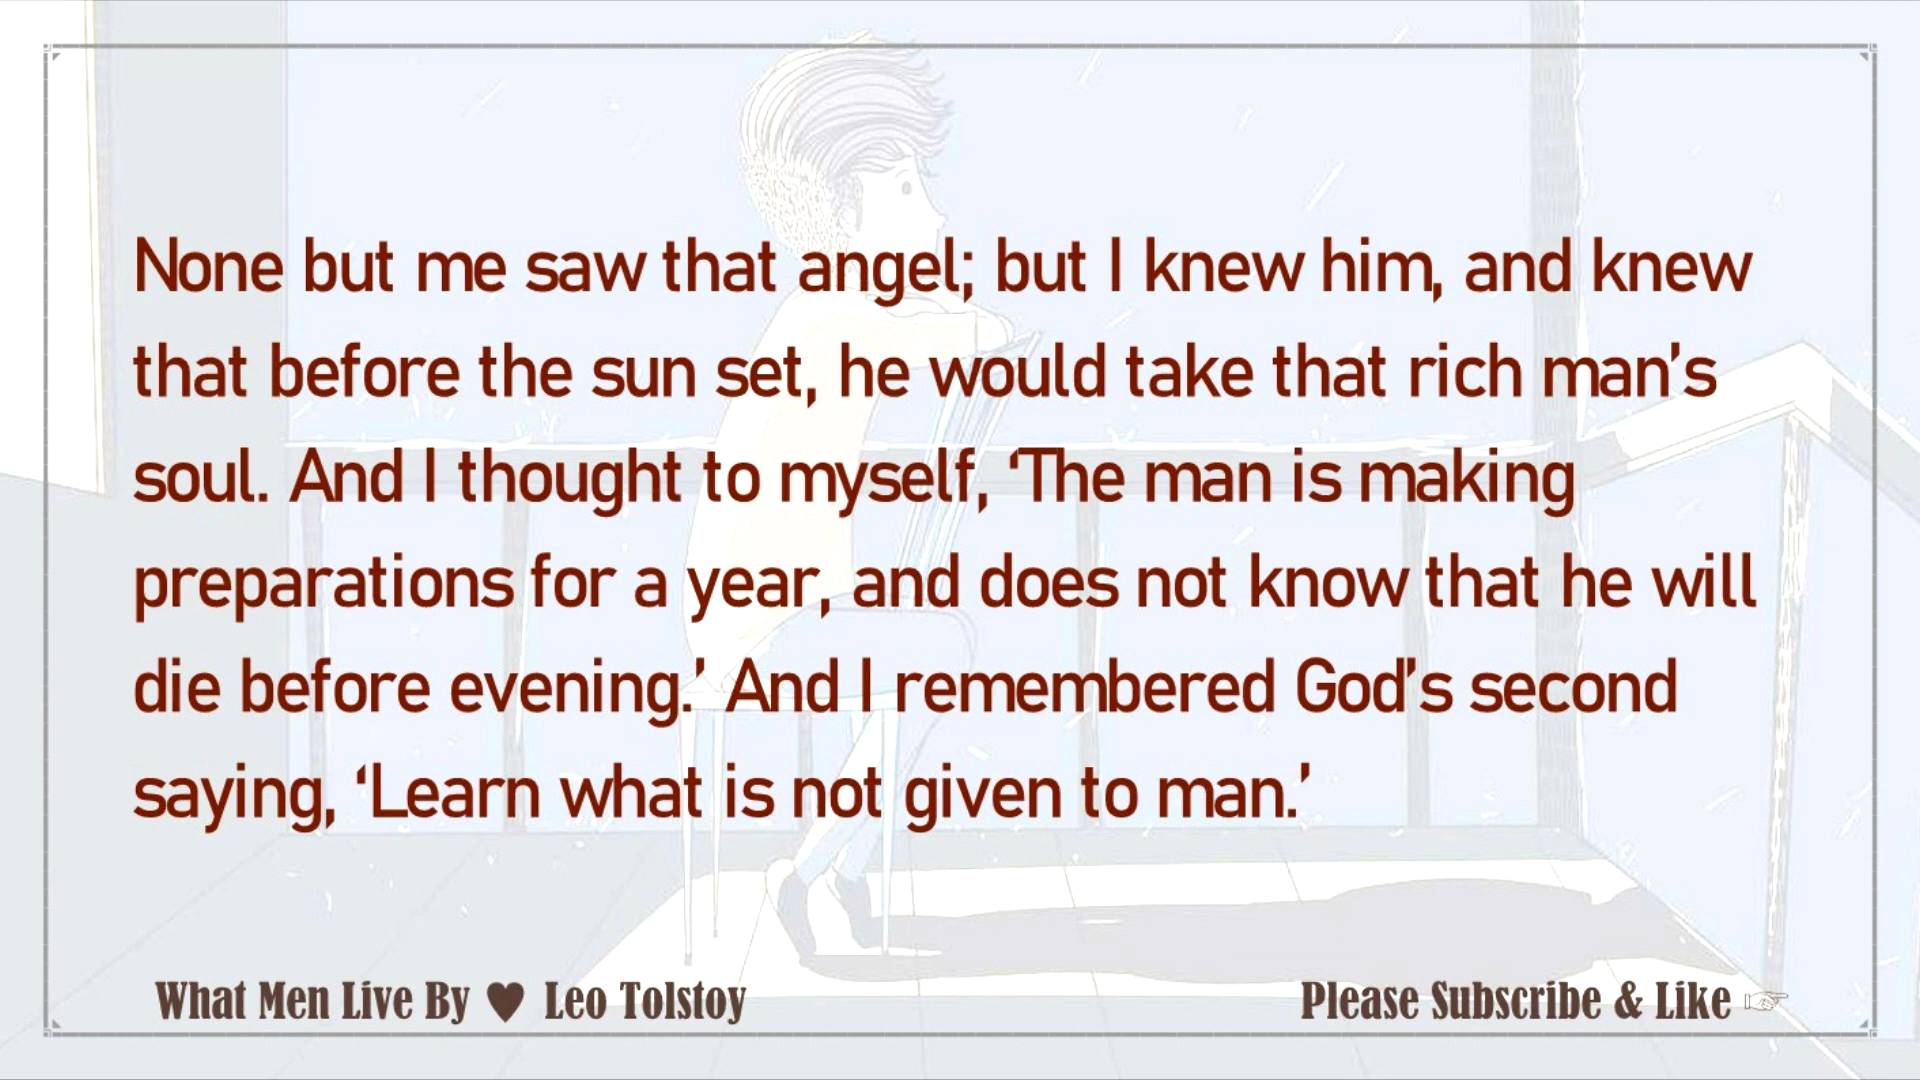 None but me saw that angel; but I knew him, and knew
that before the sun set, he would take that rich man’s
soul. And I thought to myself, ‘The man is making
preparations for a year, and does not know that he will
die before evening.’ And I remembered God’s second
saying, ‘Learn what is not given to man.’
What Men Live By ♥ Leo Tolstoy
Please Subscribe & Like ☞